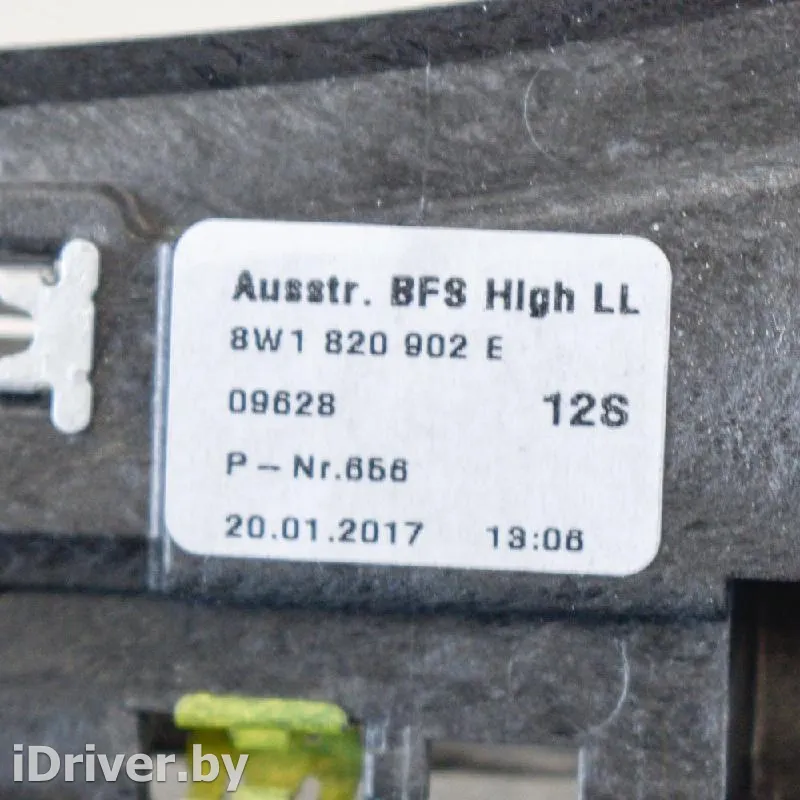 Ausstr. BFS High LL
8W1 820 902 E
09628 12S
P-Nr.656
20.01.2017 13:06
iDriver.by